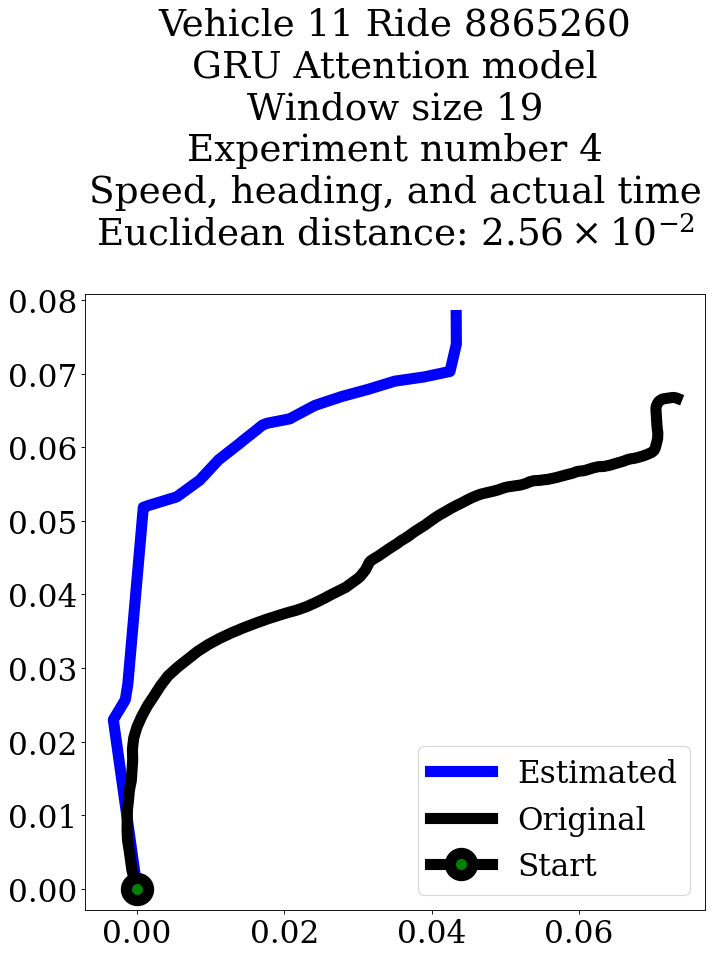 Vehicle 11 Ride 8865260
GRU Attention model
Window size 19
Experiment number 4
Speed, heading, and actual time
Euclidean distance: 2.56 × 10⁻²
0.08
0.07
0.06
0.05
0.04
0.03
0.02
0.01
0.00
Estimated
Original
Start
0.00 0.02 0.04 0.06